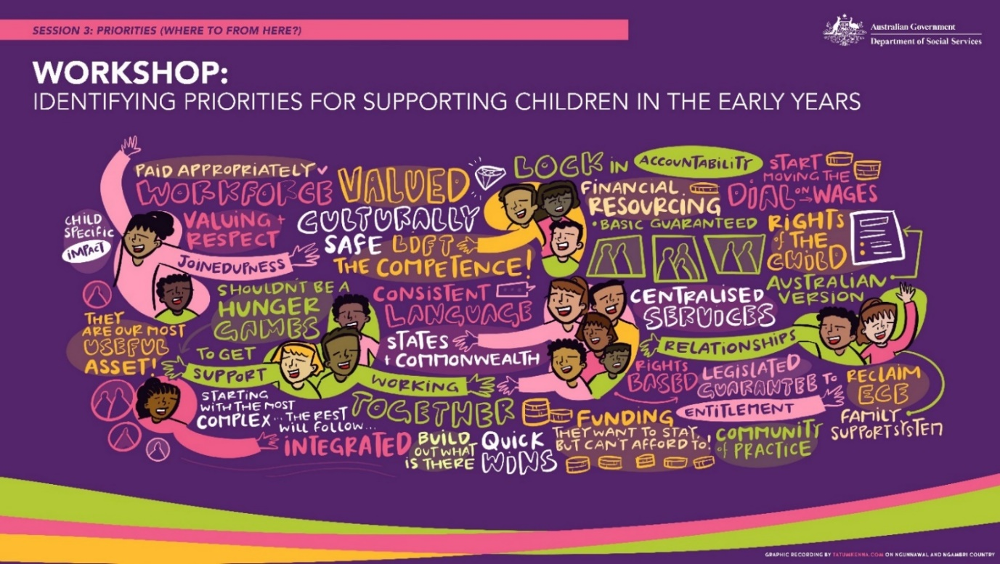 SESSION 3: PRIORITIES (WHERE TO FROM HERE?)
Australian Government
Department of Social Services
WORKSHOP:
IDENTIFYING PRIORITIES FOR SUPPORTING CHILDREN IN THE EARLY YEARS
PAID APPROPRIATELY
WORKFORCE
VALUED
VALUING +
RESPECT
CHILD
SPECIFIC
IMPACT
JOINEDUPNESS
CULTURALLY
SAFE
LIFT
THE COMPETENCE!
LOCK IN ACCOUNTABILITY
FINANCIAL
RESOURCING
• BASIC GUARANTEED
START
MOVING THE
DIAL ON WAGES
RIGHTS
of THE
CHILD
AUSTRALIAN
VERSION
THEY
ARE OUR MOST
USEFUL
ASSET!
SHOULDN'T BE A
HUNGER
GAMES
TO GET
SUPPORT
CONSISTENT
LANGUAGE
STATES
+ COMMONWEALTH
WORKING
TOGETHER
CENTRALISED
SERVICES
RELATIONSHIPS
RIGHTS
BASED
LEGISLATED
GUARANTEE TO
ENTITLEMENT
RECLAIM
ECE
FAMILY
SUPPORT SYSTEM
STARTING
WITH THE MOST
COMPLEX... THE REST
WILL FOLLOW...
INTEGRATED
BUILD
OUT WHAT
IS THERE
QUICK
WINS
FUNDING
THEY WANT TO STAY,
BUT CAN'T AFFORD TO!
COMMUNITY
of PRACTICE
GRAPHIC RECORDING BY TATUMKENNA.COM ON NGUNNAWAL AND NGAMBRI COUNTRY